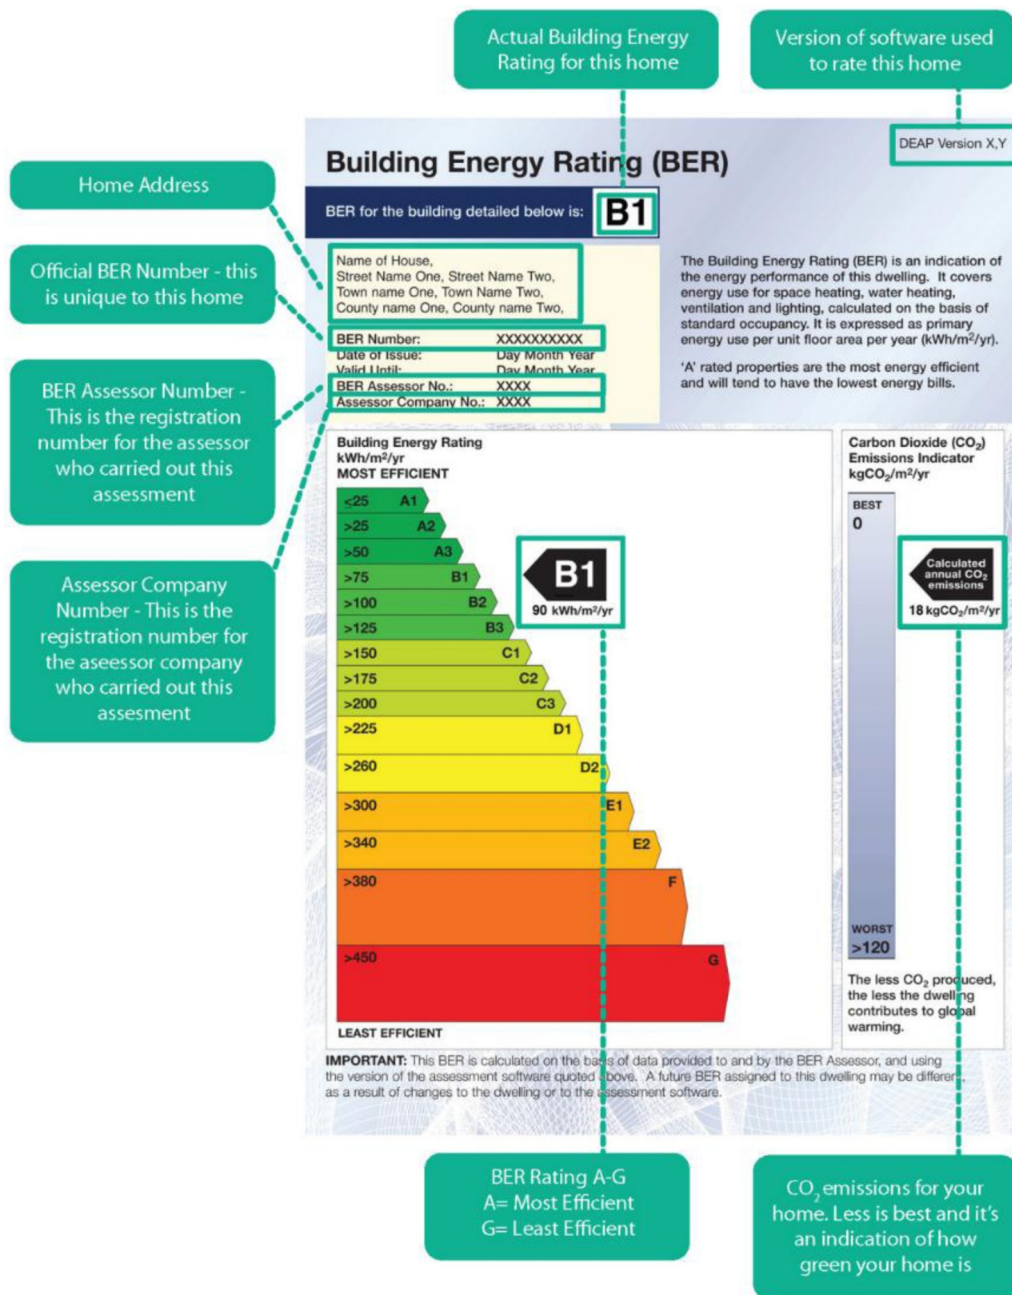 Actual Building Energy
Rating for this home
Version of software used
to rate this home
DEAP Version X,Y
Building Energy Rating (BER)
Home Address
BER for the building detailed below is:
B1
Official BER Number - this
is unique to this home
Name of House,
Street Name One, Street Name Two,
Town name One, Town Name Two,
County name One, County name Two,
BER Number: XXXXXXXXXX
Date of Issue: Day Month Year
Valid Until: Day Month Year
BER Assessor No.: XXXX
Assessor Company No.: XXXX
The Building Energy Rating (BER) is an indication of
the energy performance of this dwelling. It covers
energy use for space heating, water heating,
ventilation and lighting, calculated on the basis of
standard occupancy. It is expressed as primary
energy use per unit floor area per year (kWh/m²/yr).
'A' rated properties are the most efficient
and will tend to have the lowest energy bills.
BER Assessor Number -
This is the registration
number for the assessor
who carried out this
assessment
Assessor Company
Number - This is the
registration number for
the aseessor company
who carried out this
assesment
Building Energy Rating
kWh/m²/yr
MOST EFFICIENT
≤25 A1
>25 A2
>50 A3
>75 B1
>100 B2
>125 B3
>150 C1
>175 C2
>200 C3
>225 D1
>260 D2
>300 E1
>340 E2
>380 F
>450 G
LEAST EFFICIENT
B1
90 kWh/m²/yr
Carbon Dioxide (CO₂)
Emissions Indicator
kgCO₂/m²/yr
BEST
0
Calculated
annual CO₂
emissions
18 kgCO₂/m²/yr
WORST
>120
The less CO₂ produced,
the less the dwelling
contributes to global
warming.
IMPORTANT: This BER is calculated on the basis of data provided to and by the BER Assessor, and using
the version of the assessment software quoted above. A future BER assigned to this dwelling may be different,
as a result of changes to the dwelling or to the assessment software.
BER Rating A-G
A= Most Efficient
G= Least Efficient
CO₂ emissions for your
home. Less is best and it's
an indication of how
green your home is